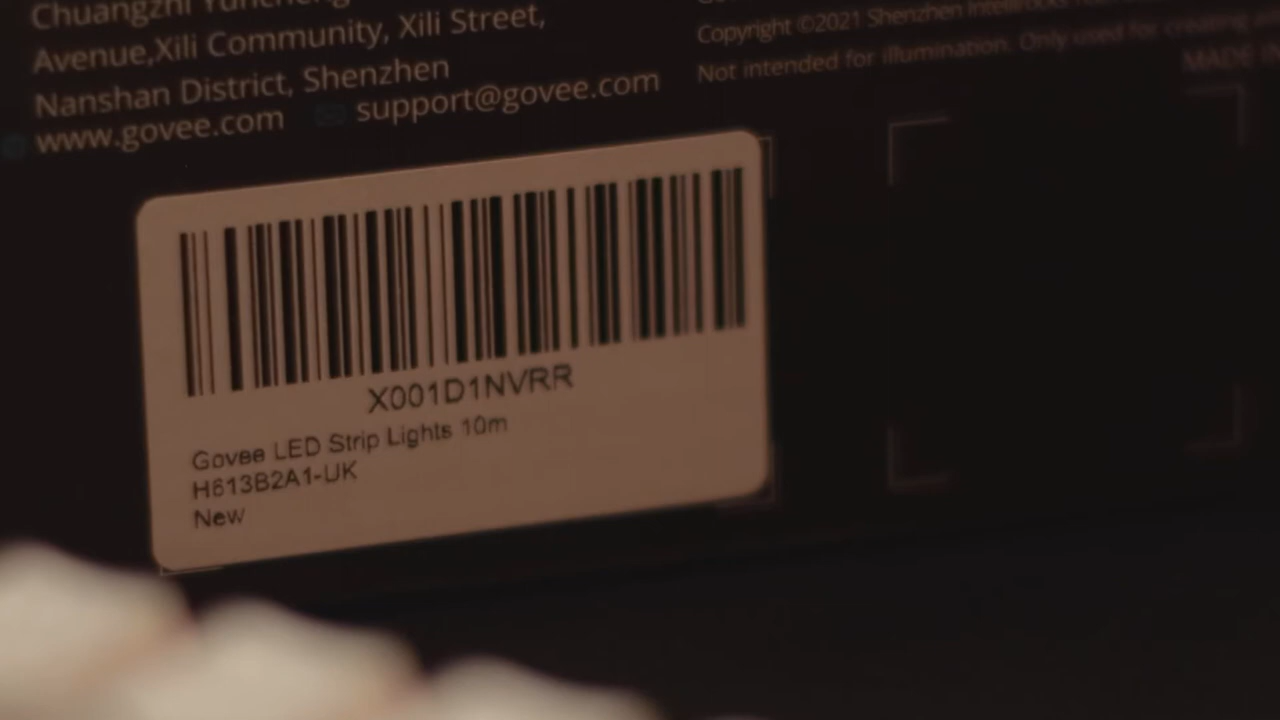 Chuangzhi Yuncheng
Avenue,Xili Community, Xili Street,
Nanshan District, Shenzhen
www.govee.com support@govee.com
Copyright ©2021 Shenzhen Intellirocks
Not intended for illumination. Only used for creating
MADE
X001D1NVRR
Govee LED Strip Lights 10m
H613B2A1-UK
New